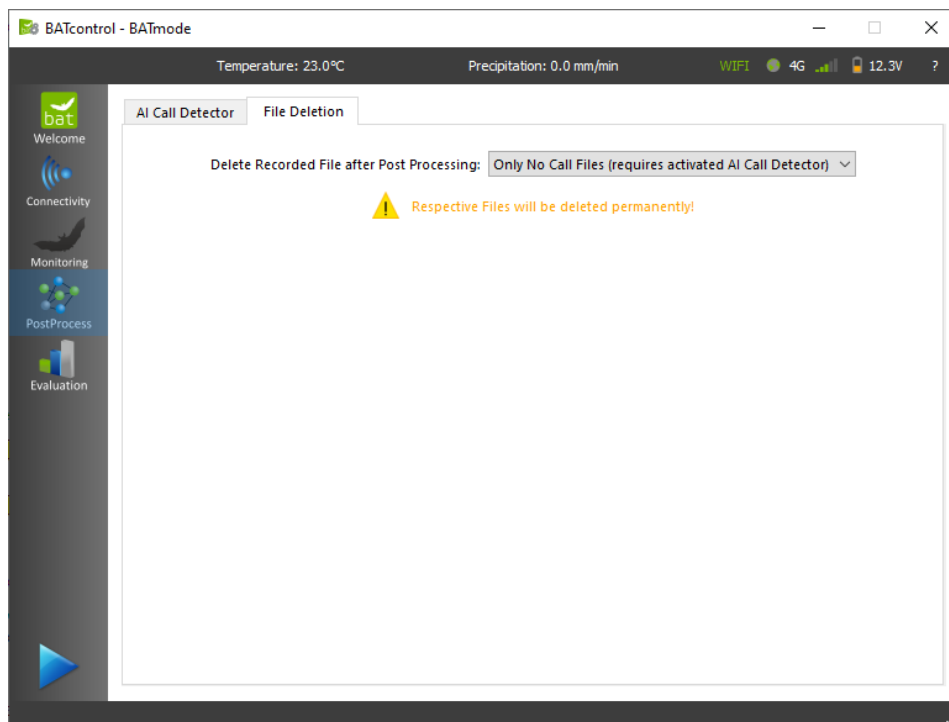 BATcontrol - BATmode
Temperature: 23.0°C Precipitation: 0.0 mm/min WIFI 4G 12.3V ?
bat
Welcome
Connectivity
Monitoring
PostProcess
Evaluation
AI Call Detector File Deletion
Delete Recorded File after Post Processing: Only No Call Files (requires activated AI Call Detector)
! Respective Files will be deleted permanently!